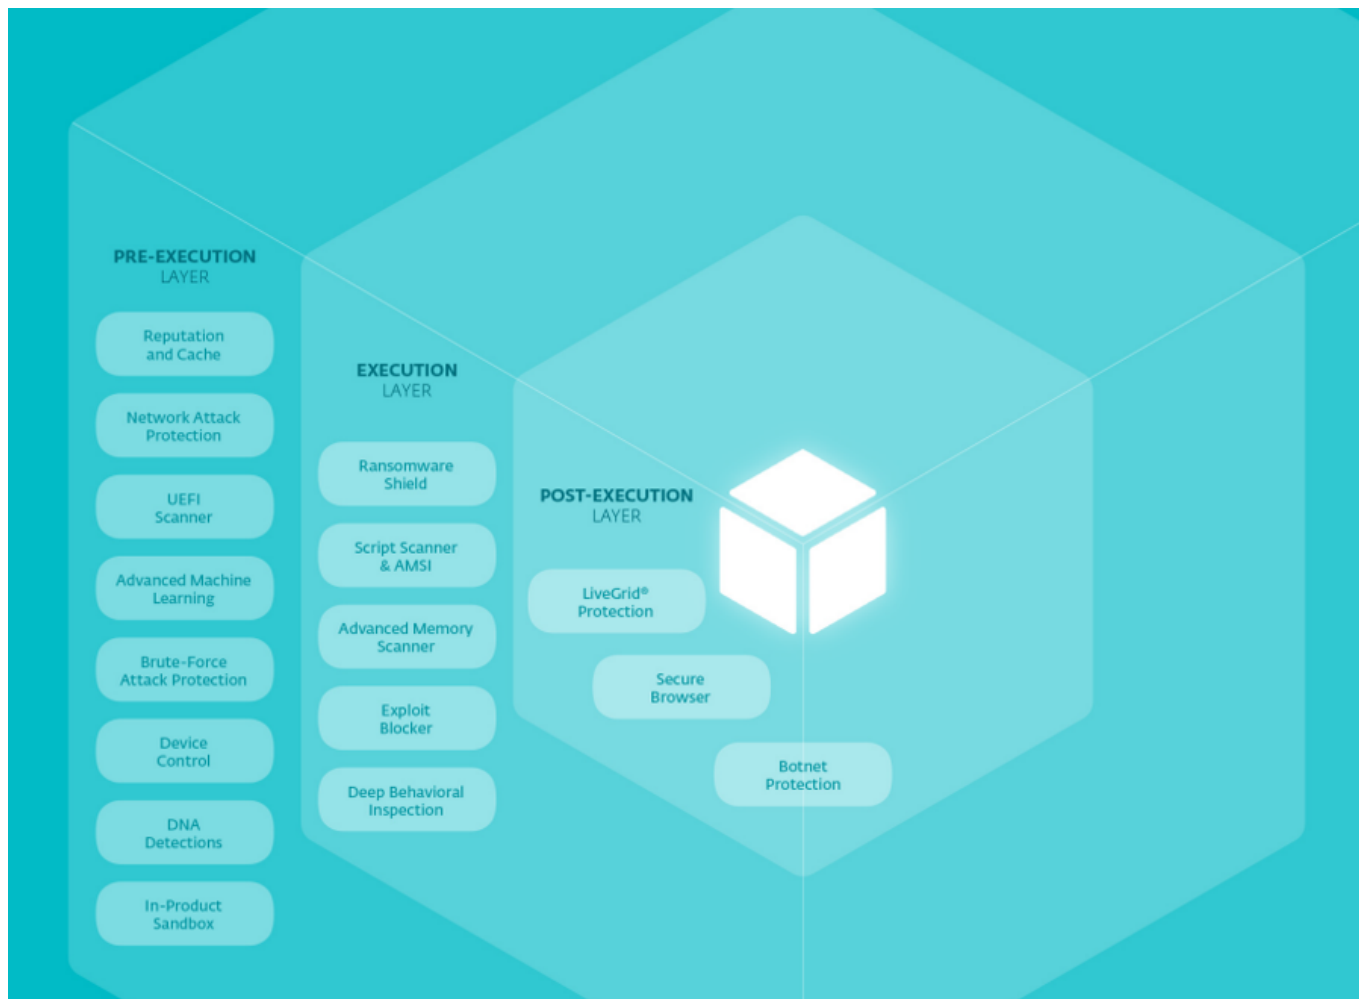 PRE-EXECUTION
LAYER
Reputation
and Cache
Network Attack
Protection
UEFI
Scanner
Advanced Machine
Learning
Brute-Force
Attack Protection
Device
Control
DNA
Detections
In-Product
Sandbox
EXECUTION
LAYER
Ransomware
Shield
Script Scanner
& AMSI
Advanced Memory
Scanner
Exploit
Blocker
Deep Behavioral
Inspection
POST-EXECUTION
LAYER
LiveGrid®
Protection
Secure
Browser
Botnet
Protection